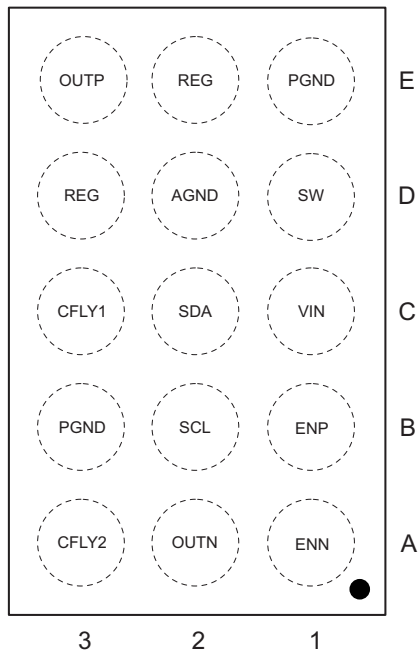 OUTP REG PGND E
REG AGND SW D
CFLY1 SDA VIN C
PGND SCL ENP B
CFLY2 OUTN ENN A
3 2 1